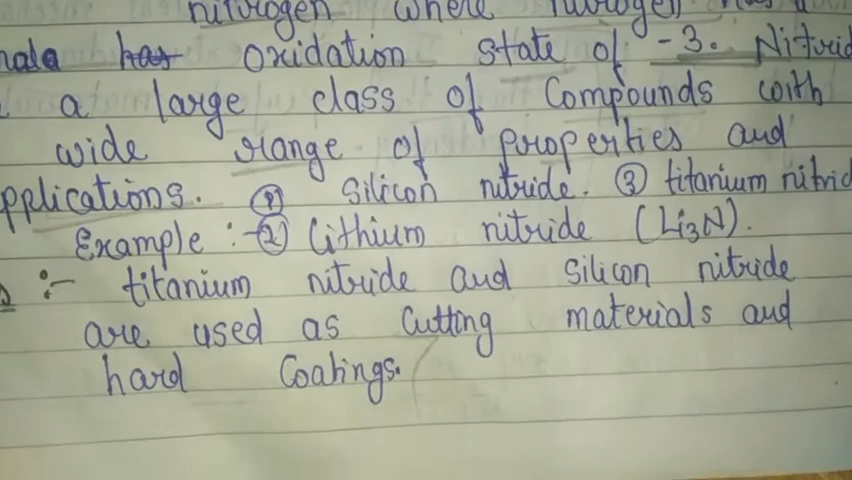 nitrogen where nitrogen has a
has oxidation state of -3. Nitrid
a large class of Compounds with
wide range of properties and
pplications. ① Silicon nitride. ③ titanium nitrid
Example :- ② Lithium nitride (Li₃N).
:- titanium nitride and silicon nitride
are used as Cutting materials and
hard Coatings.